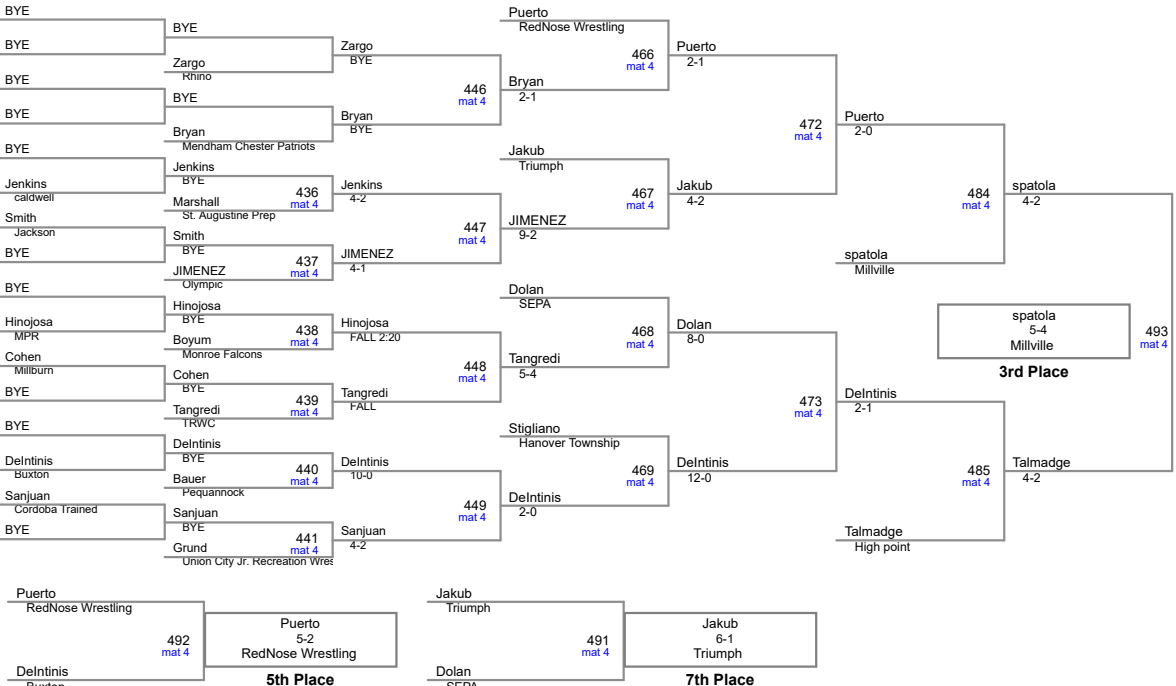 BYE
BYE
BYE
BYE
BYE
Jenkins
caldwell
Smith
Jackson
BYE
BYE
Hinojosa
MPR
Cohen
Millburn
BYE
BYE
DeIntinis
Buxton
Sanjuan
Cordoba Trained
BYE
BYE
Zargo
Rhino
BYE
Bryan
Mendham Chester Patriots
Jenkins
BYE
436
mat 4
Marshall
St. Augustine Prep
Smith
BYE
437
mat 4
JIMENEZ
Olympic
Hinojosa
BYE
438
mat 4
Boyum
Monroe Falcons
Cohen
BYE
439
mat 4
Tangredi
TRWC
DeIntinis
BYE
440
mat 4
Bauer
Pequannock
Sanjuan
BYE
441
mat 4
Grund
Union City Jr. Recreation Wres
Zargo
BYE
446
mat 4
Bryan
BYE
Jenkins
4-2
447
mat 4
JIMENEZ
4-1
Hinojosa
FALL 2:20
448
mat 4
Tangredi
FALL
DeIntinis
10-0
449
mat 4
Sanjuan
4-2
Puerto
RedNose Wrestling
466
mat 4
Bryan
2-1
Jakub
Triumph
467
mat 4
JIMENEZ
9-2
Dolan
SEPA
468
mat 4
Tangredi
5-4
Stigliano
Hanover Township
469
mat 4
DeIntinis
2-0
Puerto
2-1
472
mat 4
Jakub
4-2
Dolan
8-0
473
mat 4
DeIntinis
12-0
Puerto
2-0
484
mat 4
spatola
Millville
DeIntinis
2-1
485
mat 4
Talmadge
High point
spatola
4-2
493
mat 4
Talmadge
4-2
spatola
5-4
Millville
3rd Place
Puerto
RedNose Wrestling
492
mat 4
DeIntinis
Buxton
Puerto
5-2
RedNose Wrestling
5th Place
Jakub
Triumph
491
mat 4
Dolan
SEPA
Jakub
6-1
Triumph
7th Place